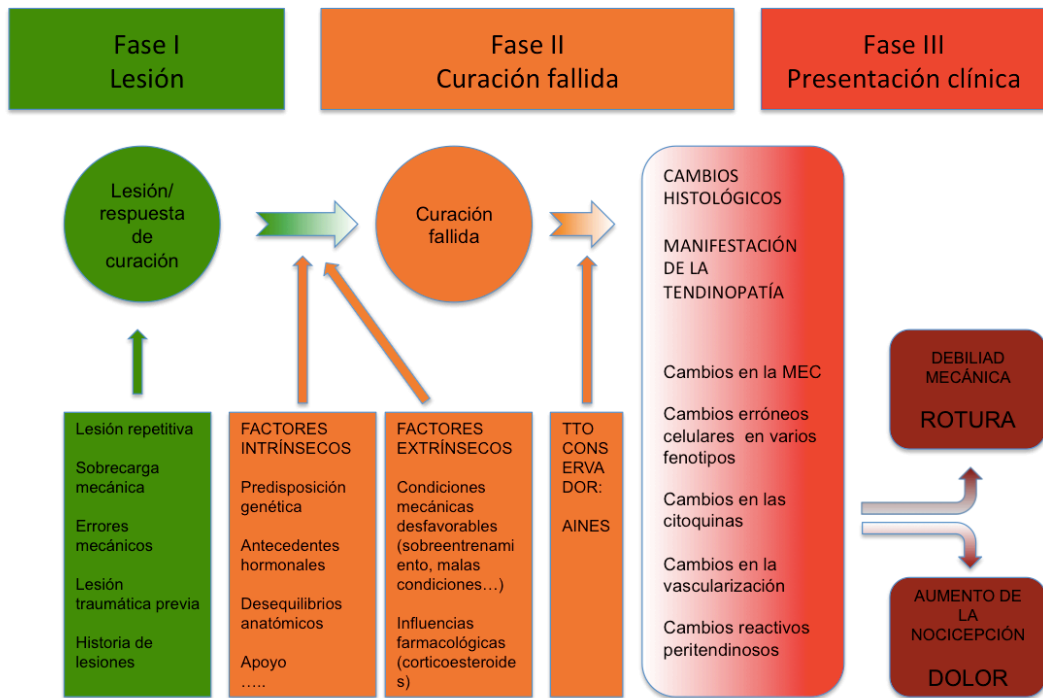 Fase I
Lesión
Fase II
Curación fallida
Fase III
Presentación clínica
Lesión/
respuesta
de
curación
Curación
fallida
CAMBIOS
HISTOLÓGICOS
MANIFESTACIÓN
DE LA
TENDINOPATÍA
Cambios en la MEC
Cambios erróneos
celulares en varios
fenotipos
Cambios en las
citoquinas
Cambios en la
vascularización
Cambios reactivos
peritendinosos
Lesión repetitiva
Sobrecarga
mecánica
Errores
mecánicos
Lesión
traumática previa
Historia de
lesiones
FACTORES
INTRÍNSECOS
Predisposición
genética
Antecedentes
hormonales
Desequilibrios
anatómicos
Apoyo
.....
FACTORES
EXTRÍNSECOS
Condiciones
mecánicas
desfavorables
(sobreentrenami
ento, malas
condiciones…)
Influencias
farmacológicas
(corticoesteroide
s)
TTO
CONS
ERVA
DOR:
AINES
DEBILIAD
MECÁNICA
ROTURA
AUMENTO DE
LA
NOCICEPCIÓN
DOLOR